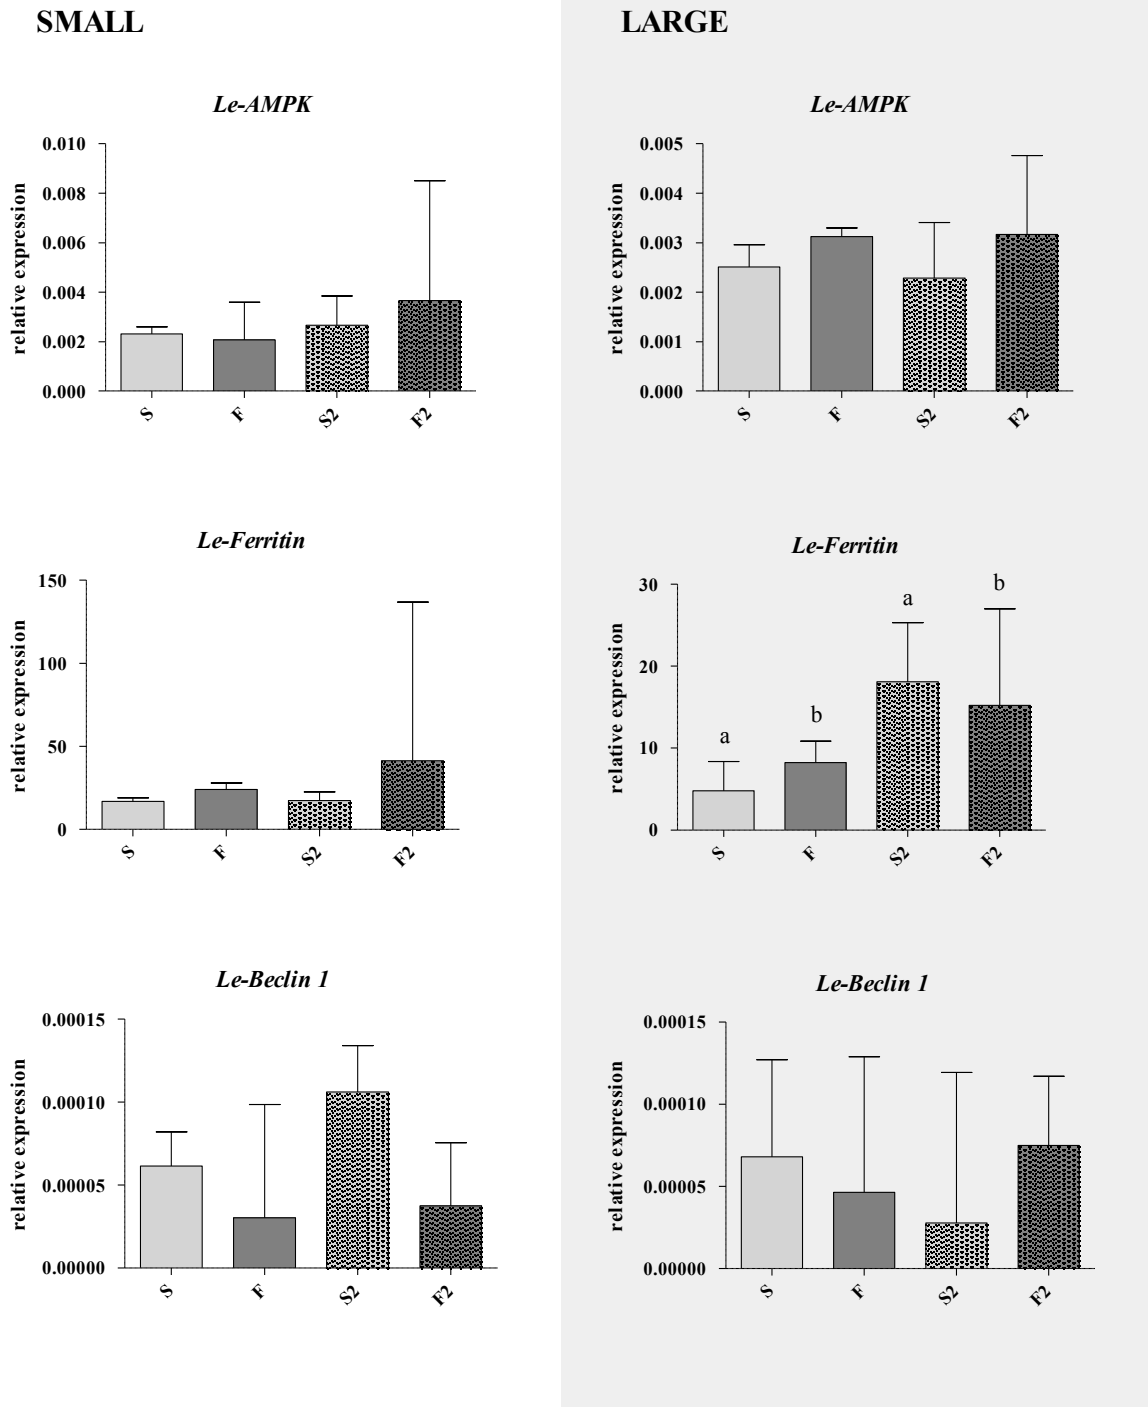 SMALL
LARGE
Le-AMPK
relative expression
0.010
0.008
0.006
0.004
0.002
0.000
S F S2 F2
Le-AMPK
relative expression
0.005
0.004
0.003
0.002
0.001
0.000
S F S2 F2
Le-Ferritin
relative expression
150
100
50
0
S F S2 F2
Le-Ferritin
relative expression
30
20
10
0
a b a b
S F S2 F2
Le-Beclin 1
relative expression
0.00015
0.00010
0.00005
0.00000
S F S2 F2
Le-Beclin 1
relative expression
0.00015
0.00010
0.00005
0.00000
S F S2 F2